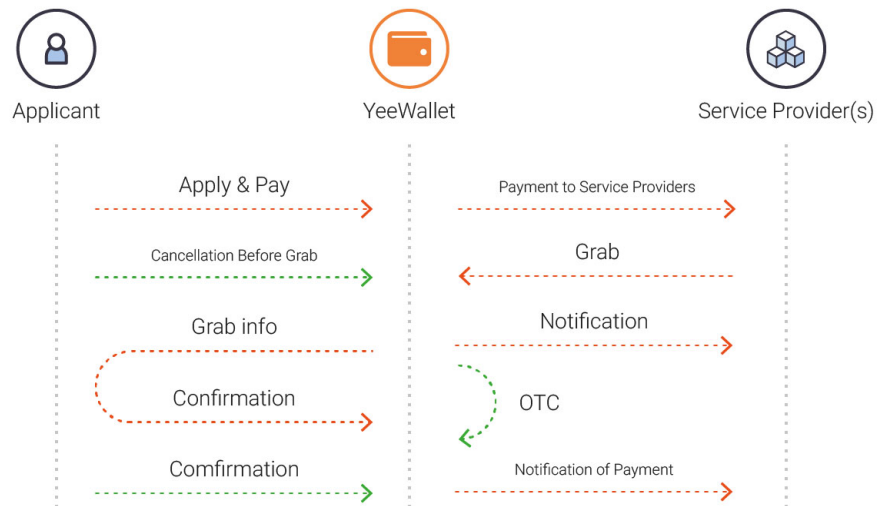 Applicant
YeeWallet
Service Provider(s)
Apply & Pay
Payment to Service Providers
Cancellation Before Grab
Grab
Grab info
Notification
Confirmation
OTC
Comfirmation
Notification of Payment